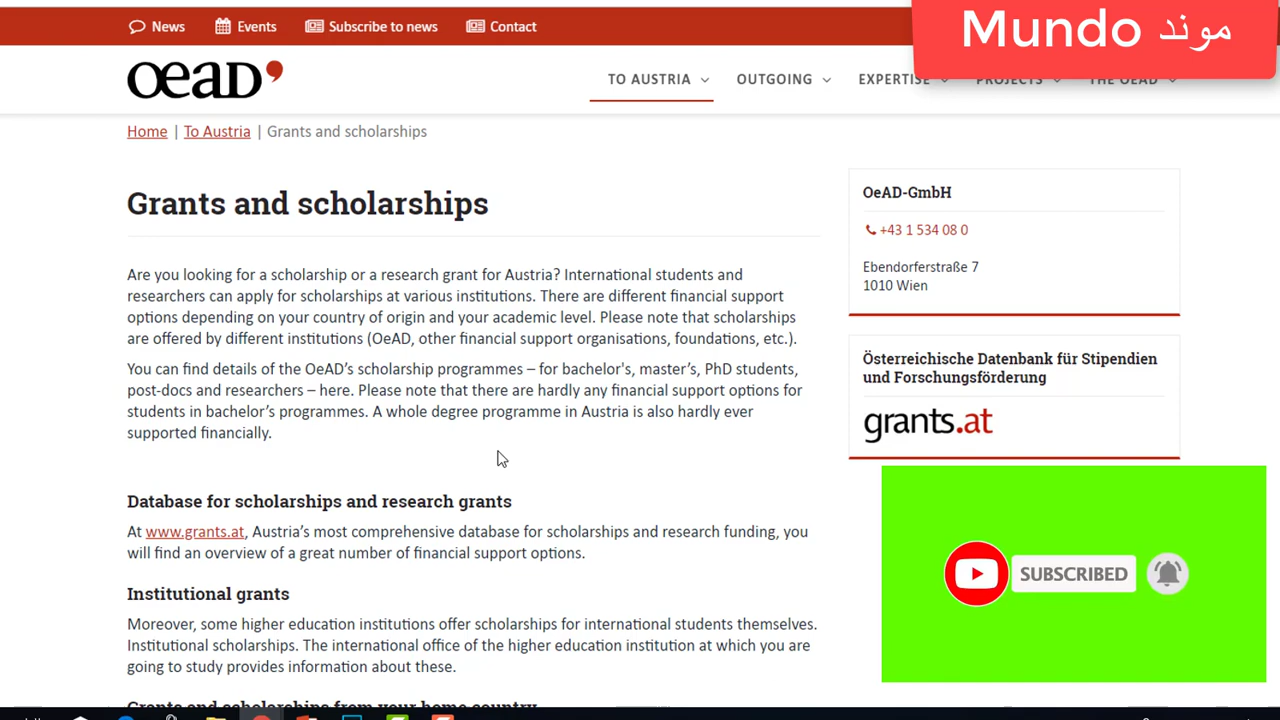 News Events Subscribe to news Contact
Mundo موند
OeAD
TO AUSTRIA OUTGOING EXPERTISE PROJECTS THE OEAD
Home | To Austria | Grants and scholarships
Grants and scholarships
Are you looking for a scholarship or a research grant for Austria? International students and
researchers can apply for scholarships at various institutions. There are different financial support
options depending on your country of origin and your academic level. Please note that scholarships
are offered by different institutions (OeAD, other financial support organisations, foundations, etc.).
You can find details of the OeAD’s scholarship programmes – for bachelor's, master’s, PhD students,
post-docs and researchers – here. Please note that there are hardly any financial support options for
students in bachelor’s programmes. A whole degree programme in Austria is also hardly ever
supported financially.
Database for scholarships and research grants
At www.grants.at, Austria’s most comprehensive database for scholarships and research funding, you
will find an overview of a great number of financial support options.
Institutional grants
Moreover, some higher education institutions offer scholarships for international students themselves.
Institutional scholarships. The international office of the higher education institution at which you are
going to study provides information about these.
Grants and scholarships from your home country
OeAD-GmbH
+43 1 534 08 0
Ebendorferstraße 7
1010 Wien
Österreichische Datenbank für Stipendien
und Forschungsförderung
grants.at
SUBSCRIBED